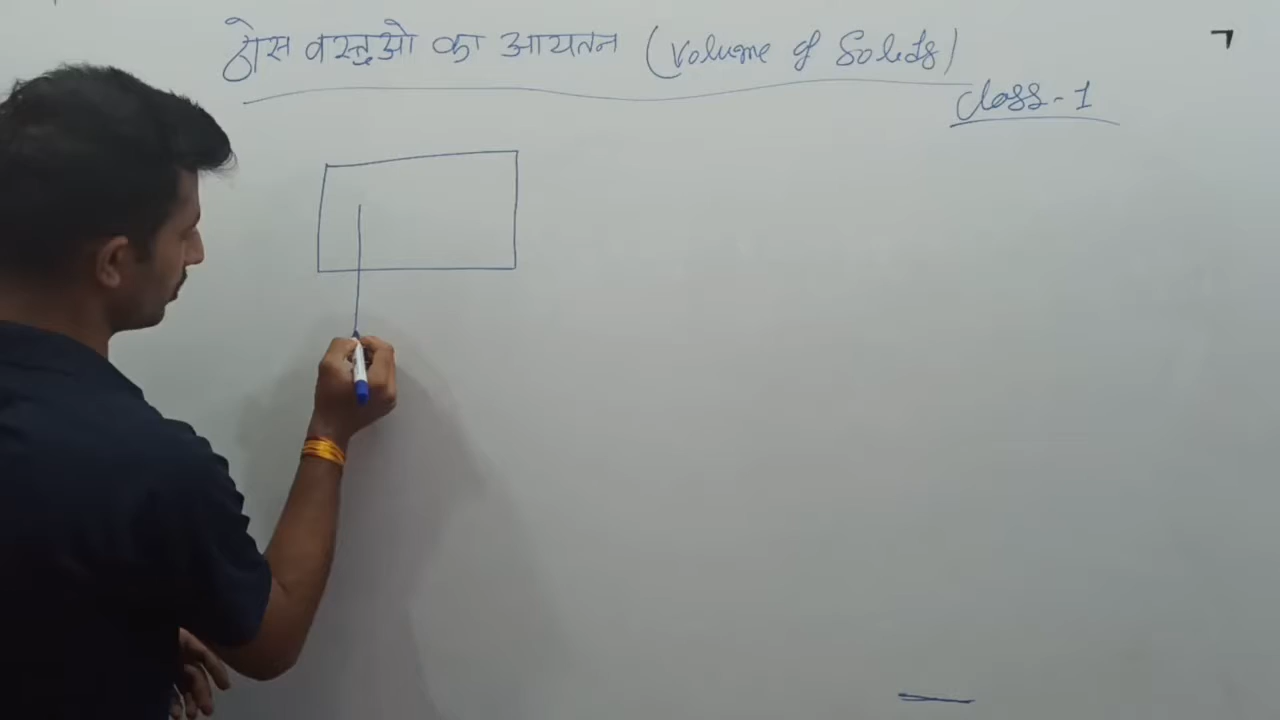 ठोस वस्तुओ का आयतन (Volume of Solids)
Class-1